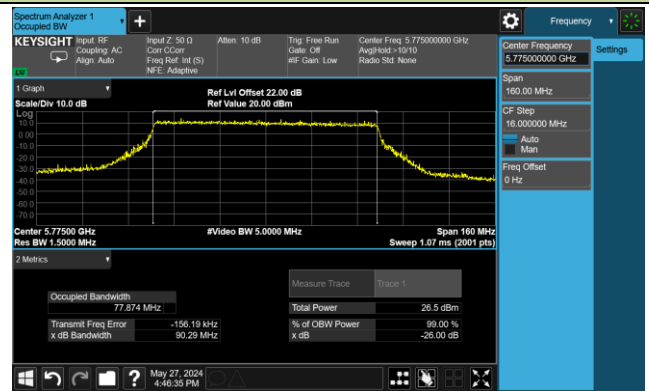 Spectrum Analyzer 1
Occupied BW
Frequency
KEYSIGHT
Input: RF
Coupling: AC
Align: Auto
Input Z: 50 Ω
Corr CCorr
Freq Ref: Int (S)
NFE: Adaptive
Atten: 10 dB
Trig: Free Run
Gate: Off
#IF Gain: Low
Center Freq: 5.775000000 GHz
Avg|Hold:>10/10
Radio Std: None
Center Frequency
5.775000000 GHz
Settings
Span
160.00 MHz
CF Step
16.000000 MHz
Auto
Man
Freq Offset
0 Hz
1 Graph
Scale/Div 10.0 dB
Ref Lvl Offset 22.00 dB
Ref Value 20.00 dBm
Log
10.0
0.00
-10.0
-20.0
-30.0
-40.0
-50.0
-60.0
-70.0
Center 5.77500 GHz
#Video BW 5.0000 MHz
Span 160 MHz
Res BW 1.5000 MHz
Sweep 1.07 ms (2001 pts)
2 Metrics
Measure Trace
Trace 1
Occupied Bandwidth
77.874 MHz
Total Power
26.5 dBm
Transmit Freq Error
-156.19 kHz
% of OBW Power
99.00 %
x dB Bandwidth
90.29 MHz
x dB
-26.00 dB
May 27, 2024
4:46:35 PM